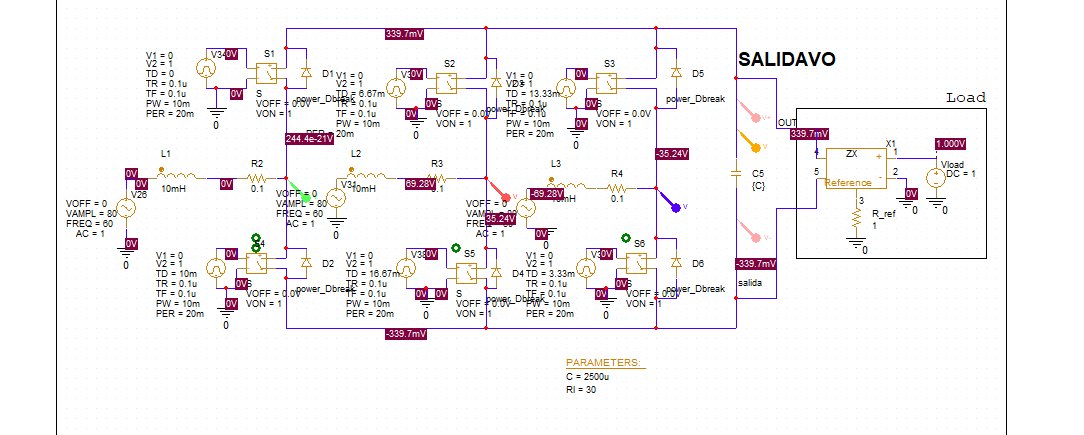 339.7mV
SALIDAVO
V1 = 0
V2 = 1
TD = 0
TR = 0.1u
TF = 0.1u
PW = 10m
PER = 20m
0V
S1
S
VOFF = 0.0V
VON = 1
0V
0
D1
power_Dbreak
V1 = 0
V2 = 1
TD = 6.67m
TR = 0.1u
TF = 0.1u
PW = 10m
PER = 20m
0V
S2
0V
0V
0
VOFF = 0.0V
VON = 1
power_Dbreak
V1 = 0
V2 = 1
TD = 13.33m
TR = 0.1u
TF = 0.1u
PW = 10m
PER = 20m
0V
S3
0V
S
VOFF = 0.0V
VON = 1
0
D5
power_Dbreak
Load
OUT
339.7mV
4
5
ZX
+
-
Reference
X1
1
2
3
1.000V
Vload
DC = 1
0V
0
0
R_ref
1
0
244.4e-21V
-35.24V
C5
{C}
V+
V
V-
L1
10mH
0V
0V
0V
R2
0.1
V26
VOFF = 0
VAMPL = 80
FREQ = 60
AC = 1
0V
0
L2
10mH
69.28V
R3
0.1
VOFF = 0
VAMPL = 80
FREQ = 60
AC = 1
0
35.24V
L3
-69.28V
R4
0.1
VOFF = 0
FREQ = 60
AC = 1
0V
0
V
V1 = 0
V2 = 1
TD = 10m
TR = 0.1u
TF = 0.1u
PW = 10m
PER = 20m
0V
0V
0V
VOFF = 0.0V
VON = 1
0
D2
power_Dbreak
V1 = 0
V2 = 1
TD = 16.67m
TR = 0.1u
TF = 0.1u
PW = 10m
PER = 20m
0V
0V
0V
0
S5
S
VOFF = 0.0V
VON = 1
D4
power_Dbreak
V1 = 0
V2 = 1
TD = 3.33m
TR = 0.1u
TF = 0.1u
PW = 10m
PER = 20m
0V
0V
0V
0
S6
S
VOFF = 0.0V
VON = 1
D6
power_Dbreak
-339.7mV
salida
-339.7mV
PARAMETERS:
C = 2500u
Rl = 30